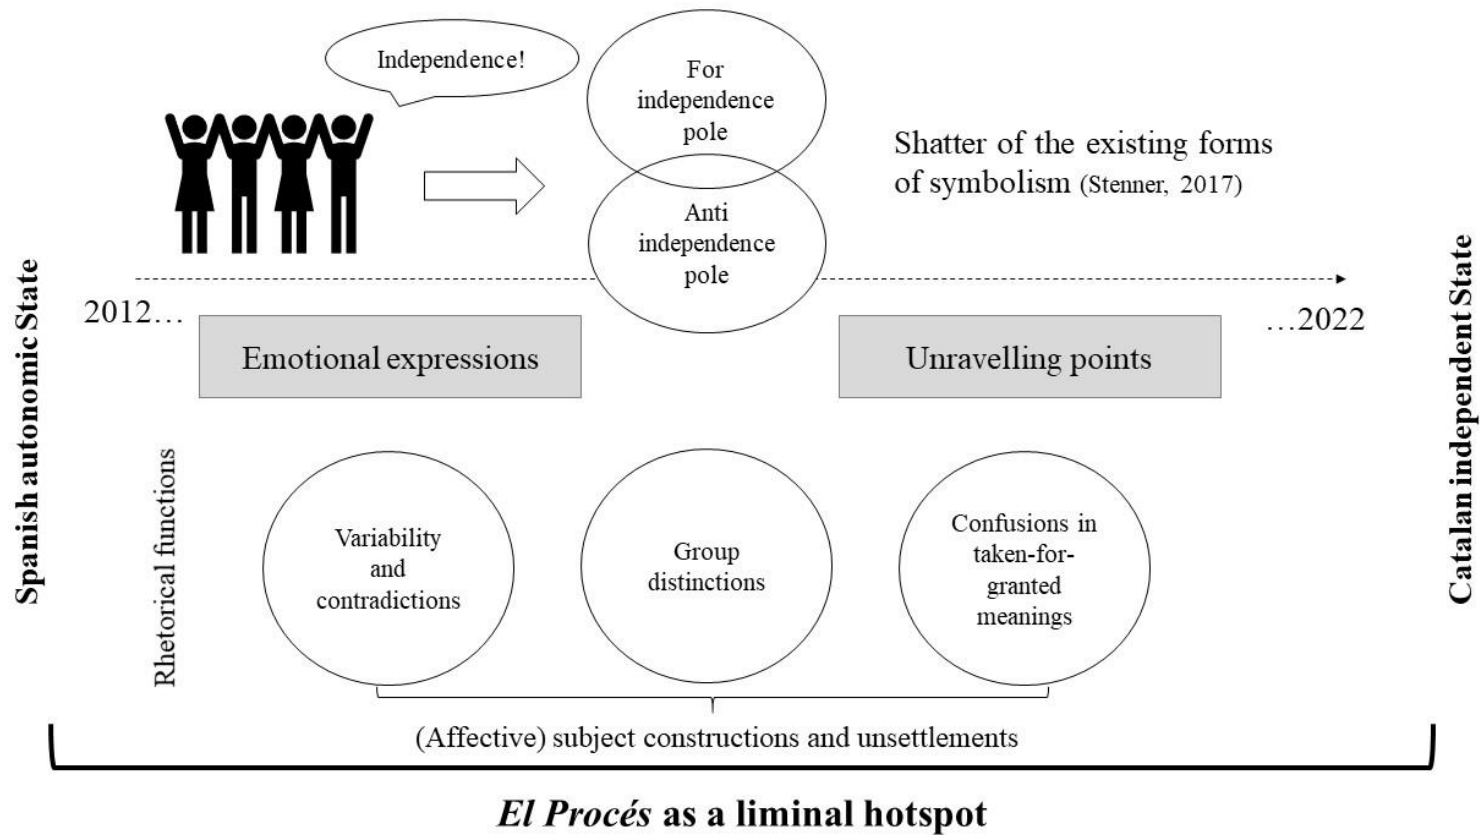 Independence!
For
independence
pole
Shatter of the existing forms
of symbolism (Stenner, 2017)
Anti
independence
pole
Spanish autonomic State
2012…
…2022
Catalan independent State
Emotional expressions
Unravelling points
Rhetorical functions
Variability
and
contradictions
Group
distinctions
Confusions in
taken-for-
granted
meanings
(Affective) subject constructions and unsettlements
El Procés as a liminal hotspot